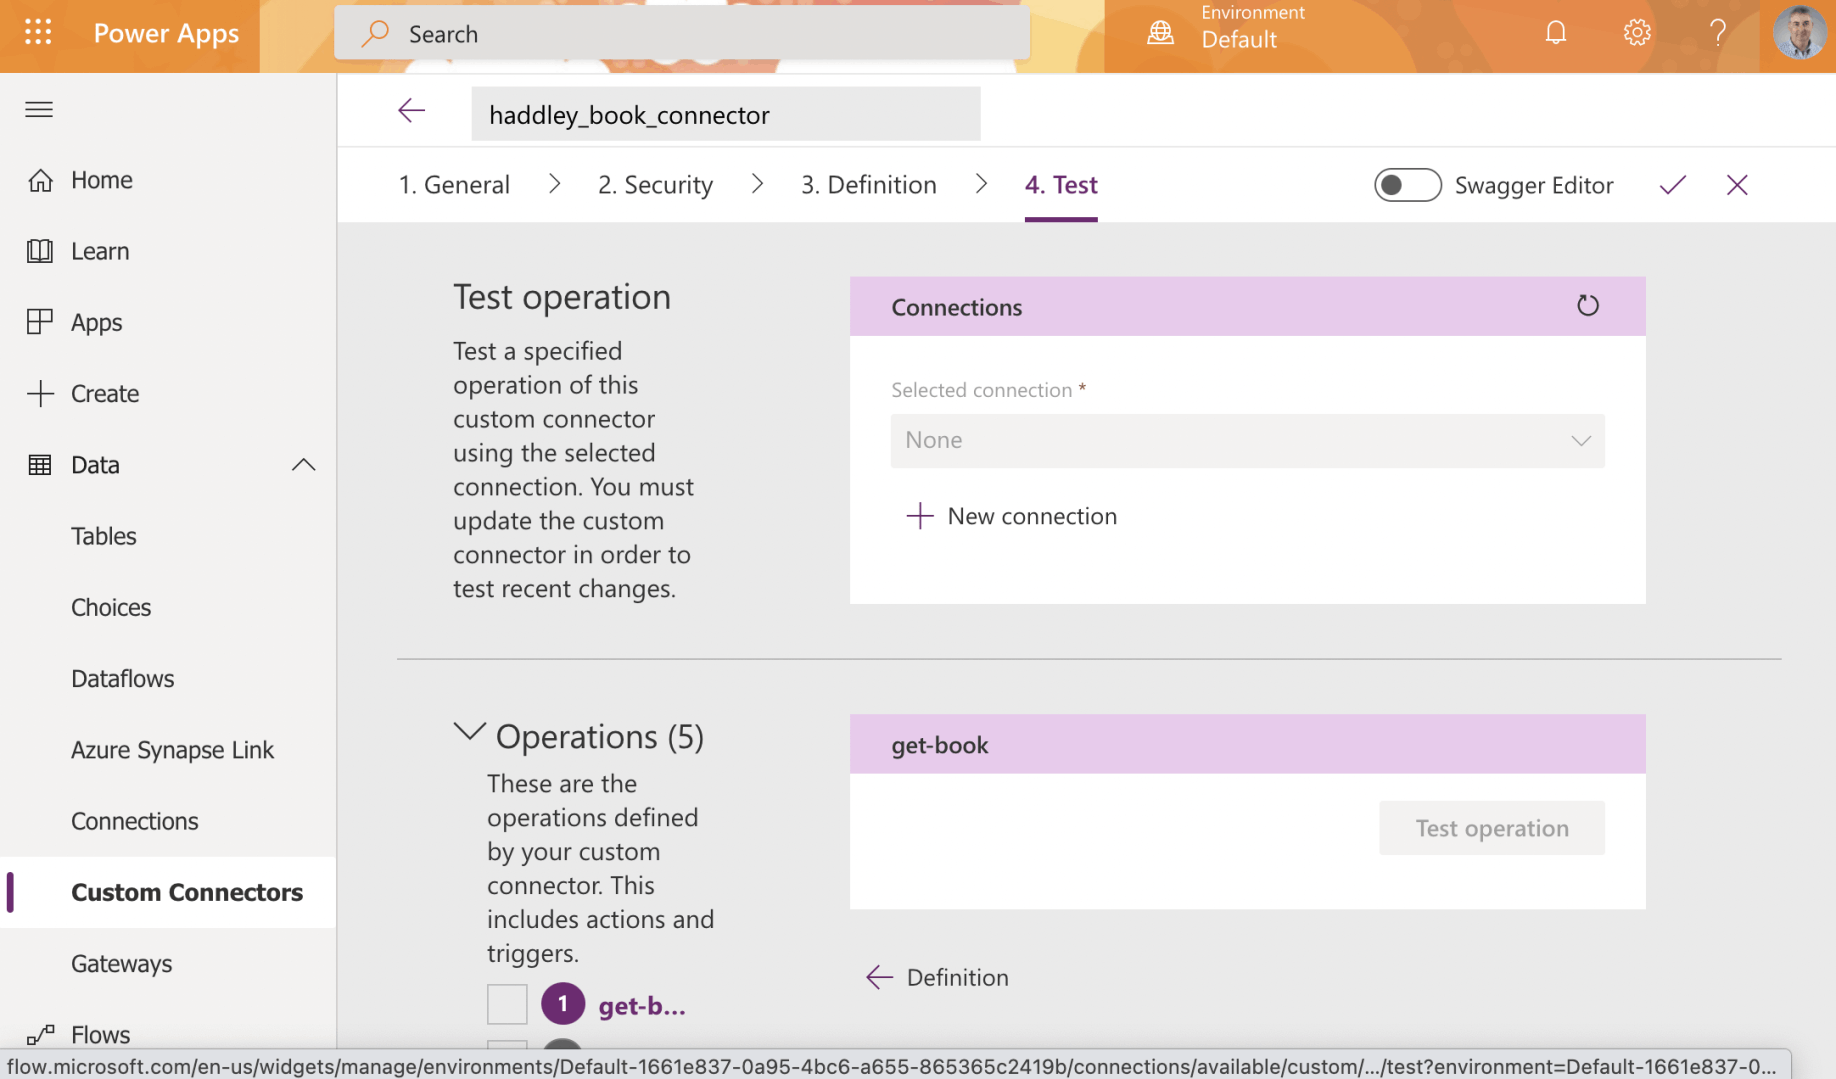 Power Apps
Search
Environment
Default
haddley_book_connector
1. General
2. Security
3. Definition
4. Test
Swagger Editor
Home
Learn
Apps
Create
Data
Tables
Choices
Dataflows
Azure Synapse Link
Connections
Custom Connectors
Gateways
Flows
Test operation
Test a specified
operation of this
custom connector
using the selected
connection. You must
update the custom
connector in order to
test recent changes.
Connections
Selected connection *
None
New connection
Operations (5)
These are the
operations defined
by your custom
connector. This
includes actions and
triggers.
1 get-b...
get-book
Test operation
Definition
flow.microsoft.com/en-us/widgets/manage/environments/Default-1661e837-0a95-4bc6-a655-865365c2419b/connections/available/custom/.../test?environment=Default-1661e837-0...